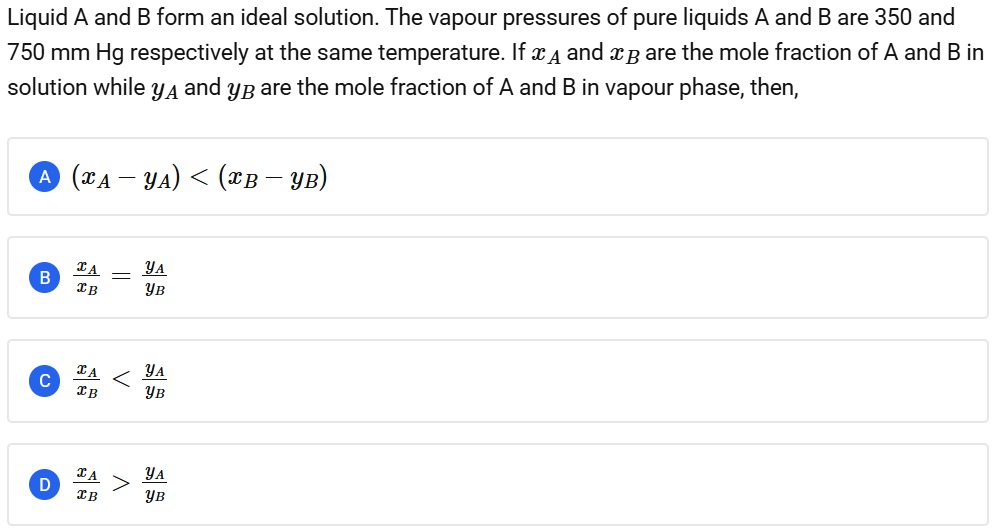 Liquid A and B form an ideal solution. The vapour pressures of pure liquids A and B are 350 and
750 mm Hg respectively at the same temperature. If $x_A$ and $x_B$ are the mole fraction of A and B in
solution while $y_A$ and $y_B$ are the mole fraction of A and B in vapour phase, then,
A $(x_A - y_A) < (x_B - y_B)$
B $\frac{x_A}{x_B} = \frac{y_A}{y_B}$
C $\frac{x_A}{x_B} < \frac{y_A}{y_B}$
D $\frac{x_A}{x_B} > \frac{y_A}{y_B}$